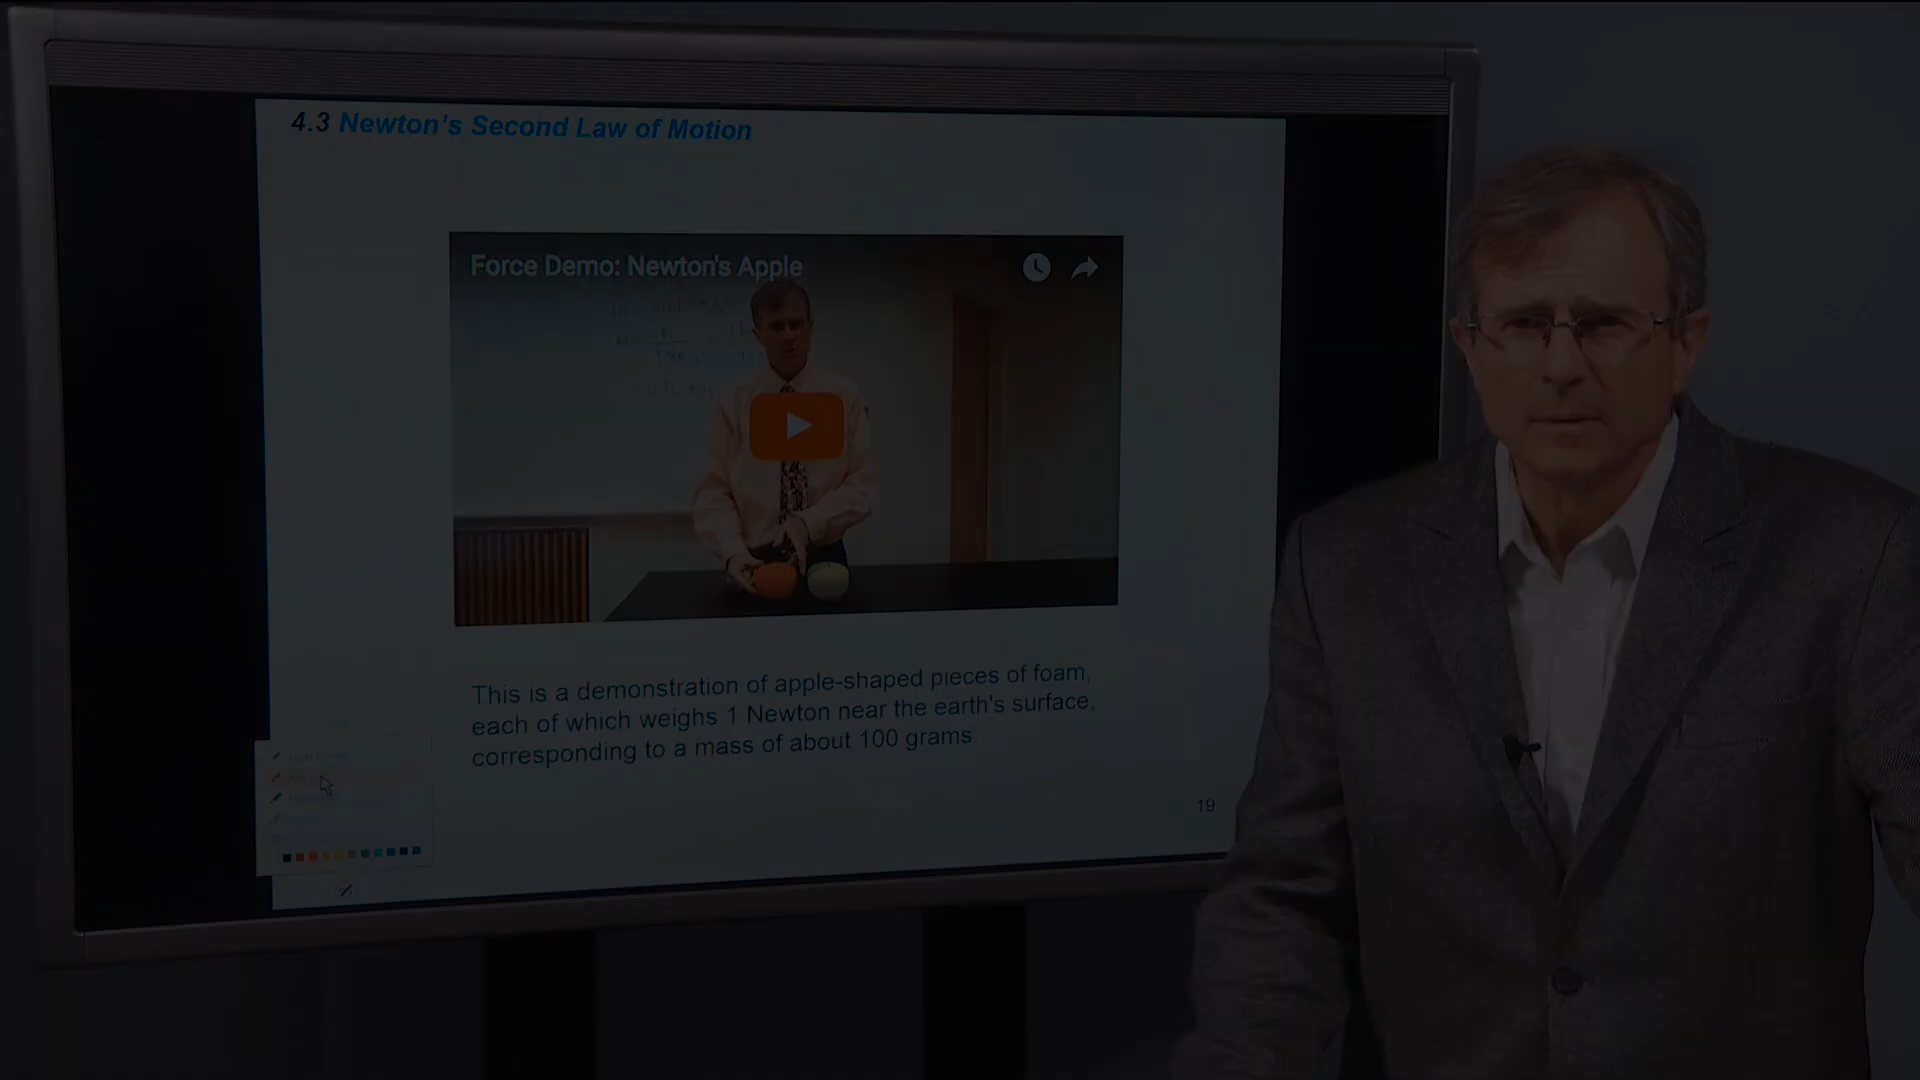 4.3 Newton's Second Law of Motion
Force Demo: Newton's Apple
This is a demonstration of apple-shaped pieces of foam,
each of which weighs 1 Newton near the earth's surface,
corresponding to a mass of about 100 grams
19